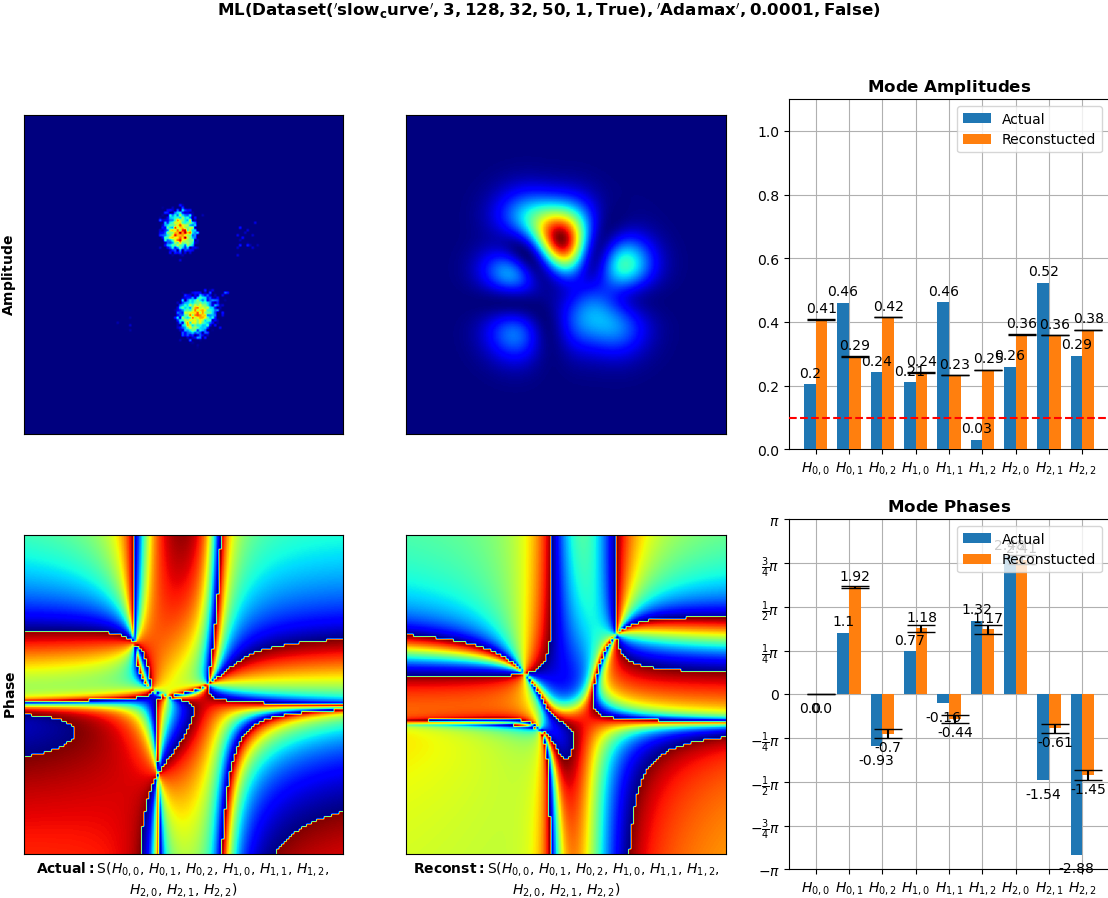 ML(Dataset('slow_curve', 3, 128, 32, 50, 1, True), 'Adamax', 0.0001, False)
Amplitude
Mode Amplitudes
Actual
Reconstucted
1.0
0.8
0.6
0.4
0.2
0.0
0.2
0.41
0.46
0.29
0.24
0.42
0.21
0.24
0.46
0.23
0.03
0.25
0.26
0.36
0.52
0.36
0.29
0.38
H0,0 H0,1 H0,2 H1,0 H1,1 H1,2 H2,0 H2,1 H2,2
Phase
Actual: S(H0,0, H0,1, H0,2, H1,0, H1,1, H1,2,
H2,0, H2,1, H2,2)
Reconst: S(H0,0, H0,1, H0,2, H1,0, H1,1, H1,2,
H2,0, H2,1, H2,2)
Mode Phases
Actual
Reconstucted
π
3/4π
1/2π
1/4π
0
−1/4π
−1/2π
−3/4π
−π
0.0
0.0
1.1
1.92
-0.93
-0.7
0.77
1.18
-0.16
-0.44
1.32
1.17
-1.54
-0.61
-2.88
-1.45
H0,0 H0,1 H0,2 H1,0 H1,1 H1,2 H2,0 H2,1 H2,2